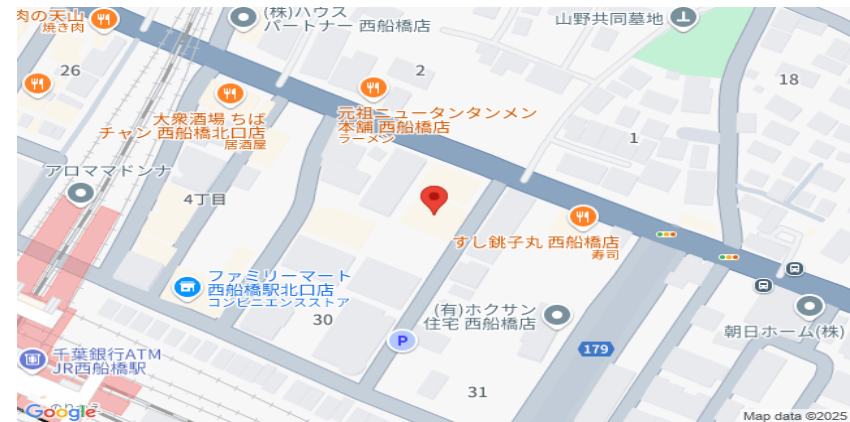 肉の天山
焼き肉
(株)ハウス
パートナー 西船橋店
山野共同墓地
26
2
18
大衆酒場 ちば
チャン 西船橋北口店
居酒屋
元祖ニュータンタンメン
本舗 西船橋店
ラーメン
1
アロママドンナ
4丁目
すし銚子丸 西船橋店
寿司
ファミリーマート
西船橋駅北口店
コンビニエンスストア
30
(有)ホクサン
住宅 西船橋店
P
179
朝日ホーム(株)
千葉銀行ATM
JR西船橋駅
31
Google
Map data ©2025